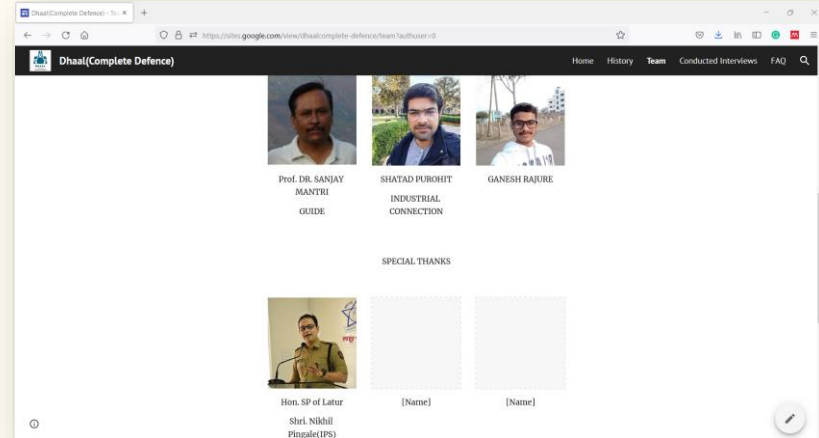 Dhaal(Complete Defence) - Te
https://sites.google.com/view/dhaalcomplete-defence/team?authuser=0
Dhaal(Complete Defence)
Home History Team Conducted Interviews FAQ
Prof. DR. SANJAY MANTRI
GUIDE
SHATAD PUROHIT
INDUSTRIAL CONNECTION
GANESH RAJURE
SPECIAL THANKS
Hon. SP of Latur
Shri. Nikhil Pingale(IPS)
[Name]
[Name]